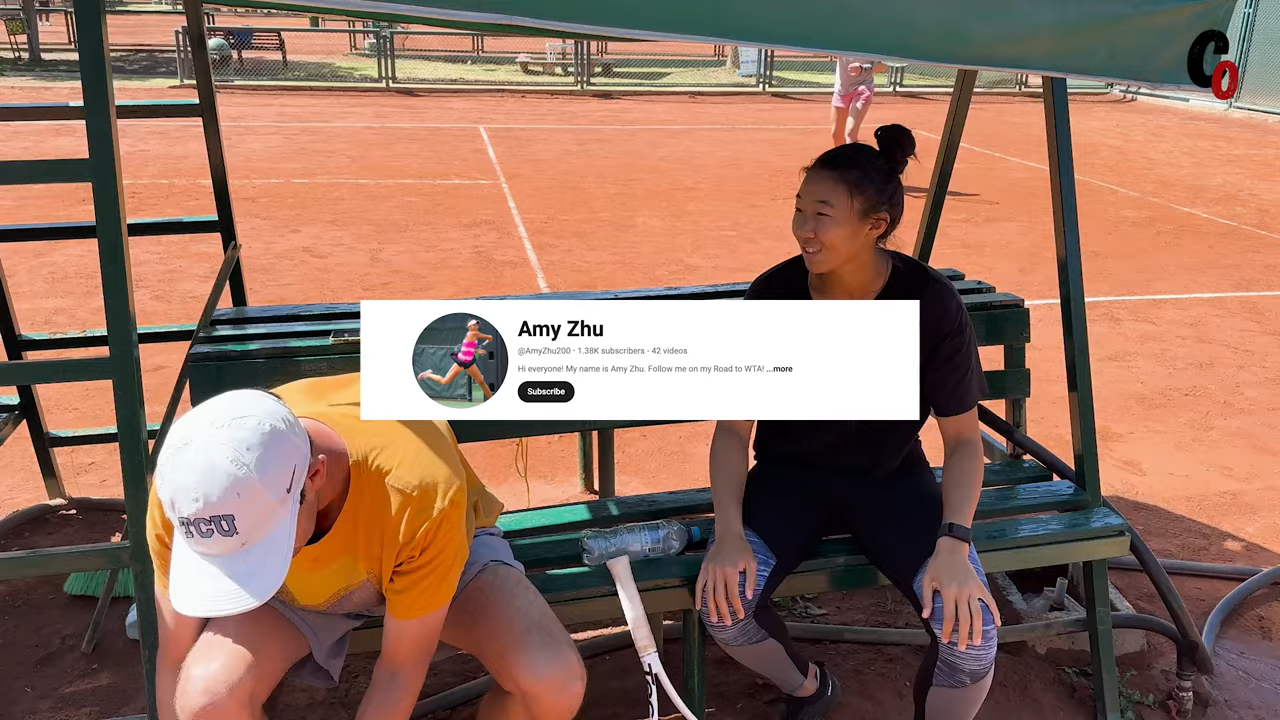 CO
Amy Zhu
@AmyZhu200 · 1.38K subscribers · 42 videos
Hi everyone! My name is Amy Zhu. Follow me on my Road to WTA! ...more
Subscribe
TCU